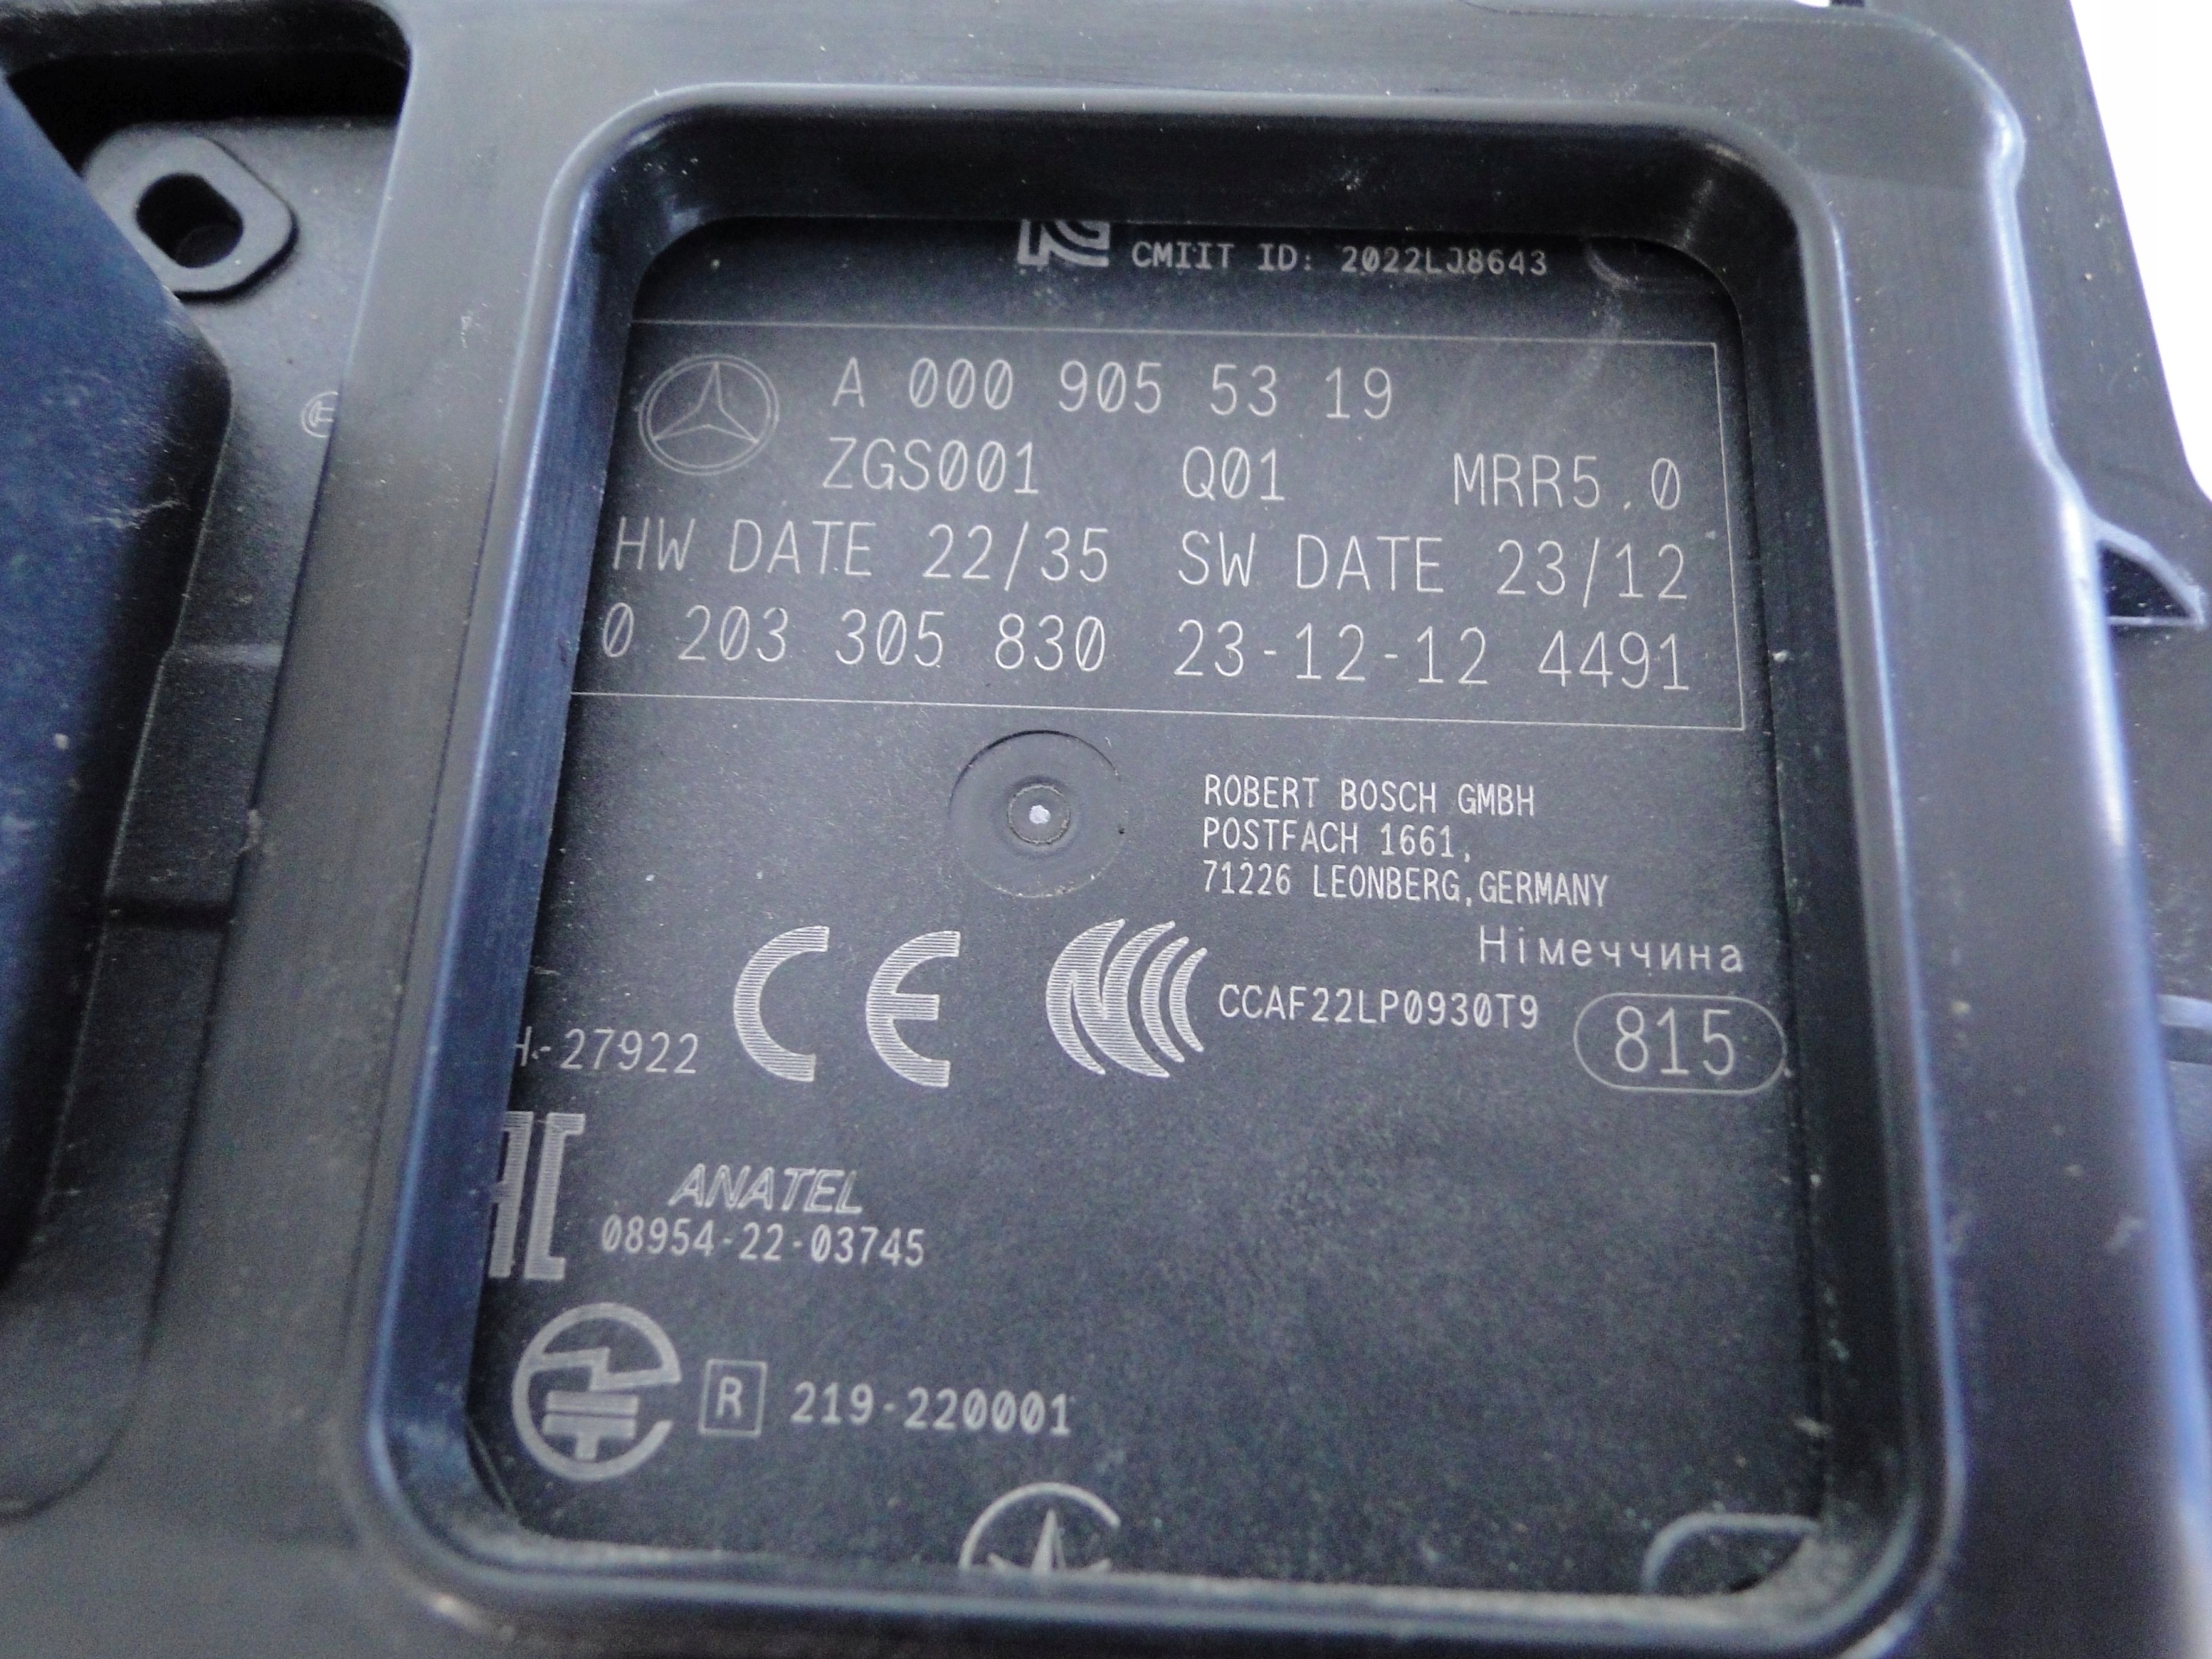 CMIIT ID: 2022LJ8643
A 000 905 53 19
ZGS001 Q01 MRR5.0
HW DATE 22/35 SW DATE 23/12
0 203 305 830 23-12-12 4491
ROBERT BOSCH GMBH
POSTFACH 1661,
71226 LEONBERG,GERMANY
Німеччина
-27922 CE CCAF22LP0930T9 815
ANATEL
08954-22-03745
R 219-220001